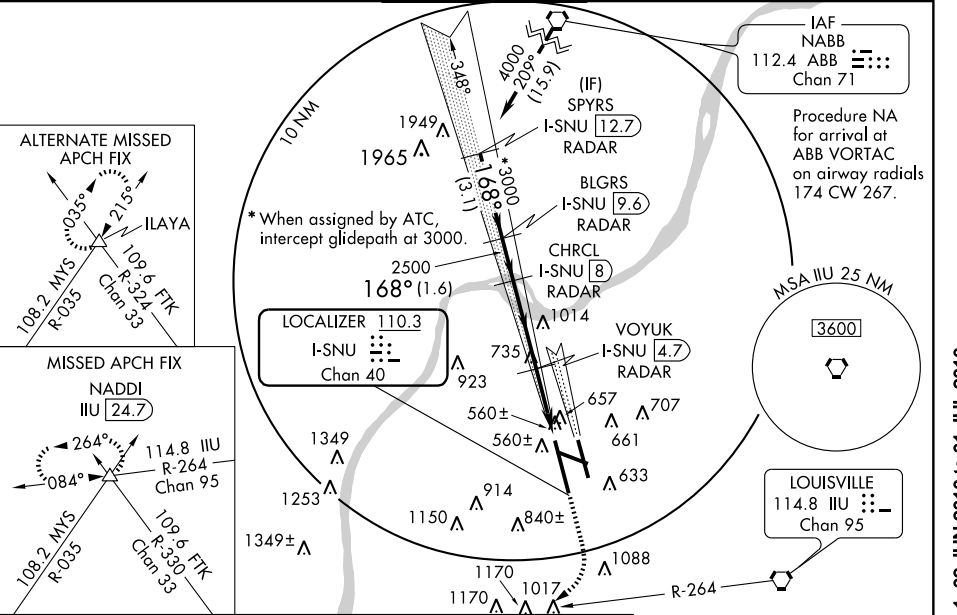 IAF
NABB
112.4 ABB
Chan 71
Procedure NA
for arrival at
ABB VORTAC
on airway radials
174 CW 267.
4000
209°
(15.9)
348°
10 NM
(IF)
SPYRS
I-SNU 12.7
RADAR
1949
1965
*3000
168°
(3.1)
BLGRS
I-SNU 9.6
RADAR
* When assigned by ATC,
intercept glidepath at 3000.
2500
168° (1.6)
CHRCL
I-SNU 8
RADAR
1014
LOCALIZER 110.3
I-SNU
Chan 40
735
923
VOYUK
I-SNU 4.7
RADAR
560±
657
707
560±
661
633
1349
1253
914
1150
840±
1349±
1088
1170
1017
1170
R-264
ALTERNATE MISSED
APCH FIX
035°
215°
ILAYA
108.2 MYS
R-035
109.6 FTK
R-324
Chan 33
MISSED APCH FIX
NADDI
IIU 24.7
264°
084°
114.8 IIU
R-264
Chan 95
108.2 MYS
R-035
109.6 FTK
R-330
Chan 33
MSA IIU 25 NM
3600
LOUISVILLE
114.8 IIU
Chan 95